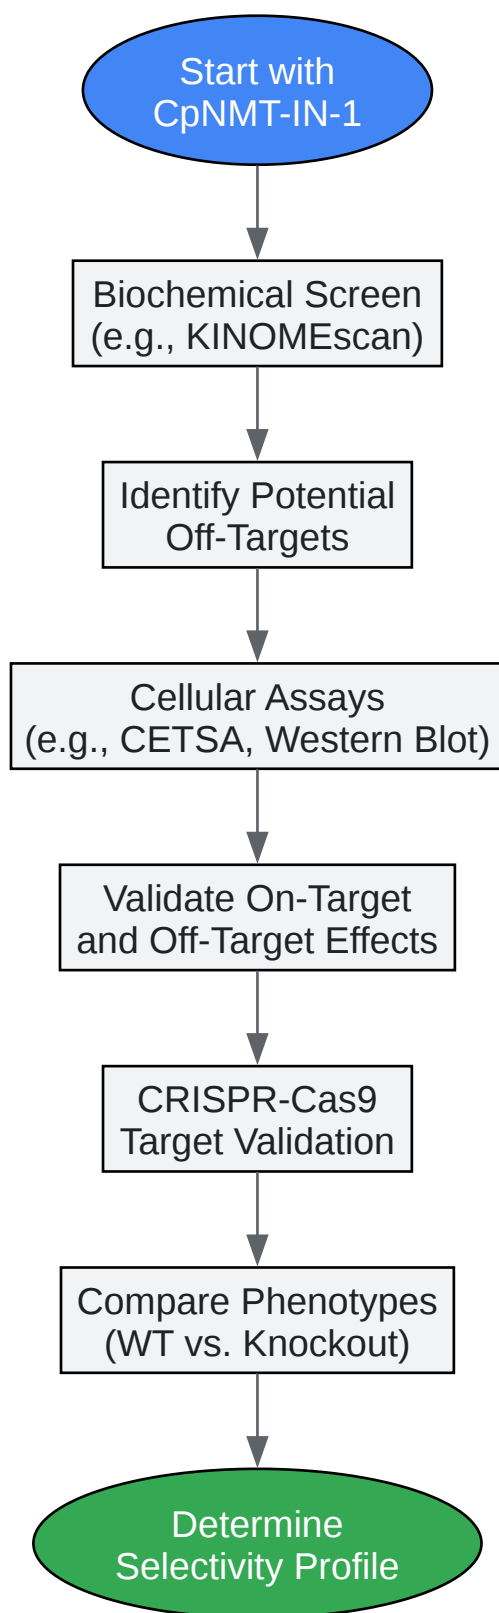 Start with
CpNMT-IN-1
Biochemical Screen
(e.g., KINOMEscan)
Identify Potential
Off-Targets
Cellular Assays
(e.g., CETSA, Western Blot)
Validate On-Target
and Off-Target Effects
CRISPR-Cas9
Target Validation
Compare Phenotypes
(WT vs. Knockout)
Determine
Selectivity Profile